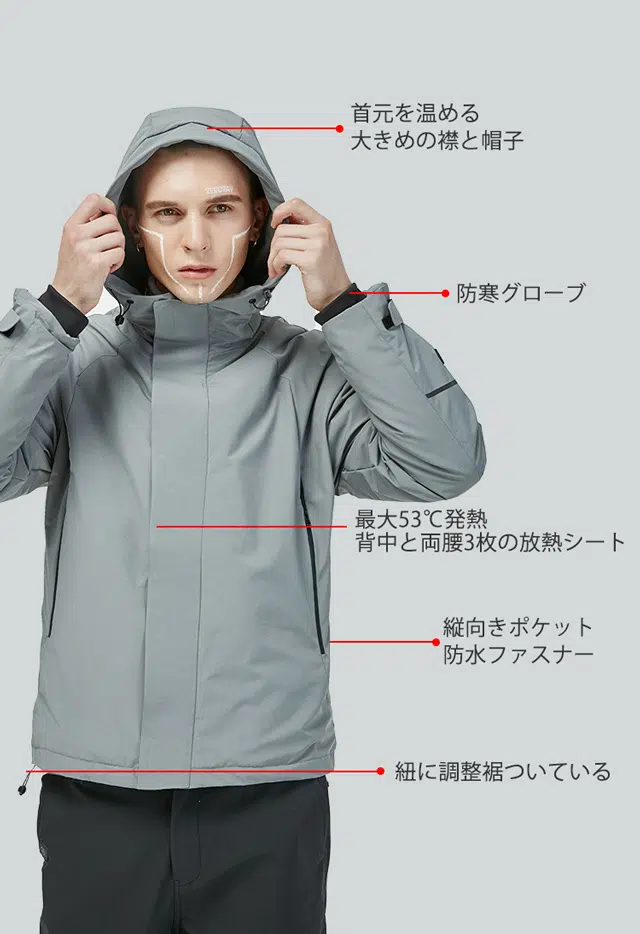 首元を温める
大きめの襟と帽子
防寒グローブ
最大53℃発熱
背中と両腰3枚の放熱シート
縦向きポケット
防水ファスナー
紐に調整裾ついている